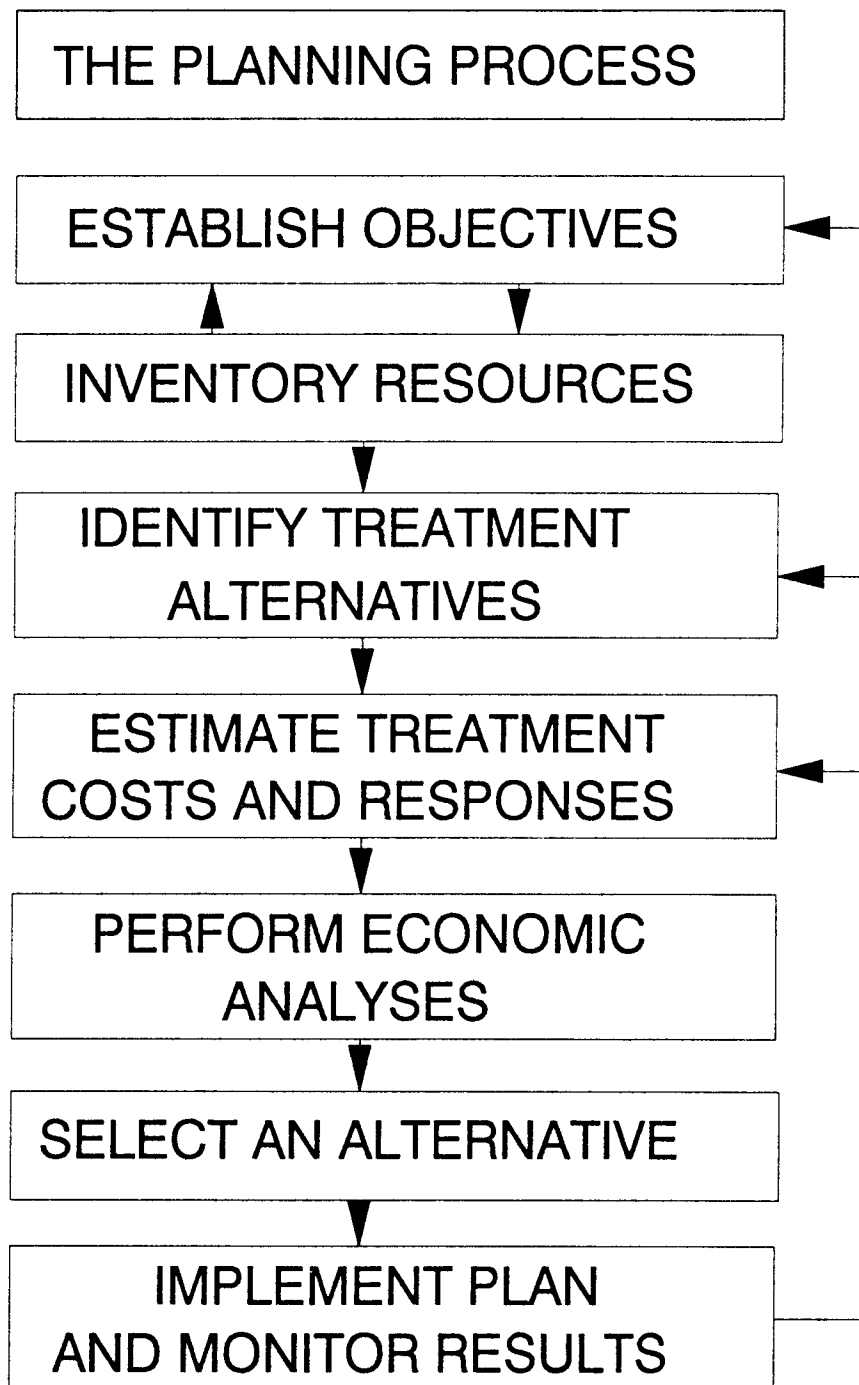 THE PLANNING PROCESS
ESTABLISH OBJECTIVES
INVENTORY RESOURCES
IDENTIFY TREATMENT
ALTERNATIVES
ESTIMATE TREATMENT
COSTS AND RESPONSES
PERFORM ECONOMIC
ANALYSES
SELECT AN ALTERNATIVE
IMPLEMENT PLAN
AND MONITOR RESULTS